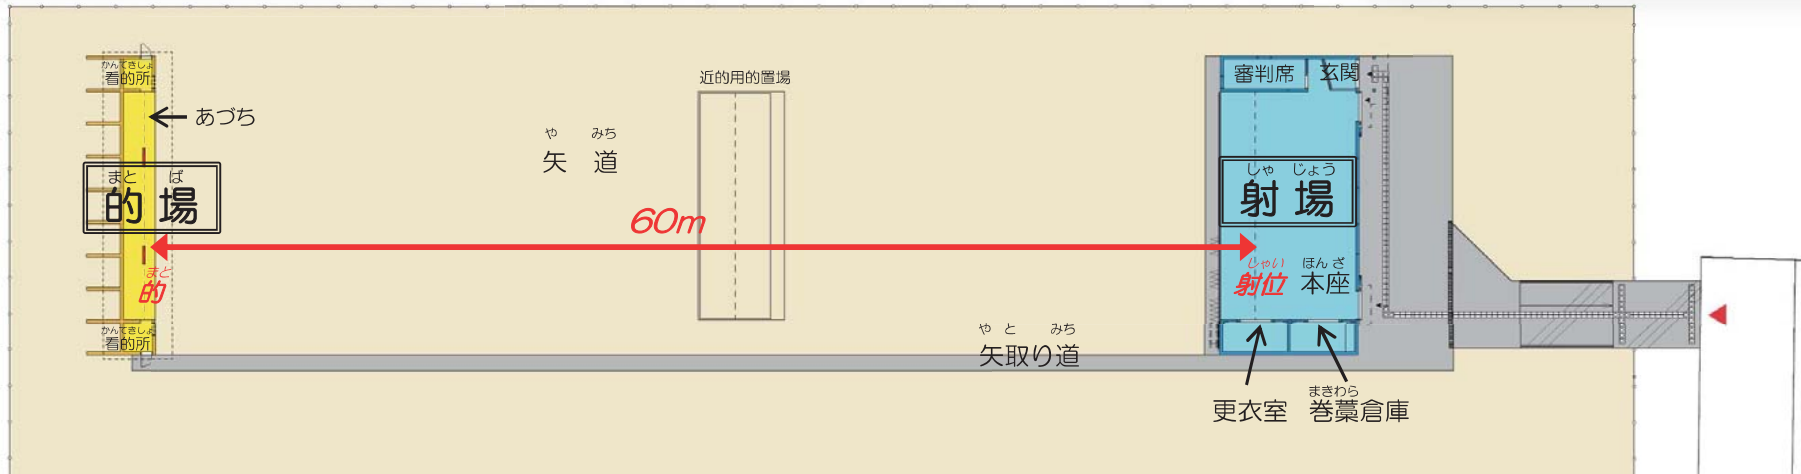 かんてきしょ
看的所
あづち
まと ば
的場
まと
的
かんてきしょ
看的所
や みち
矢 道
60m
近的用的置場
や と みち
矢取り道
審判席
玄関
しゃ じょう
射場
しゃい
射位
ほん ざ
本座
更衣室
まきわら
巻藁倉庫